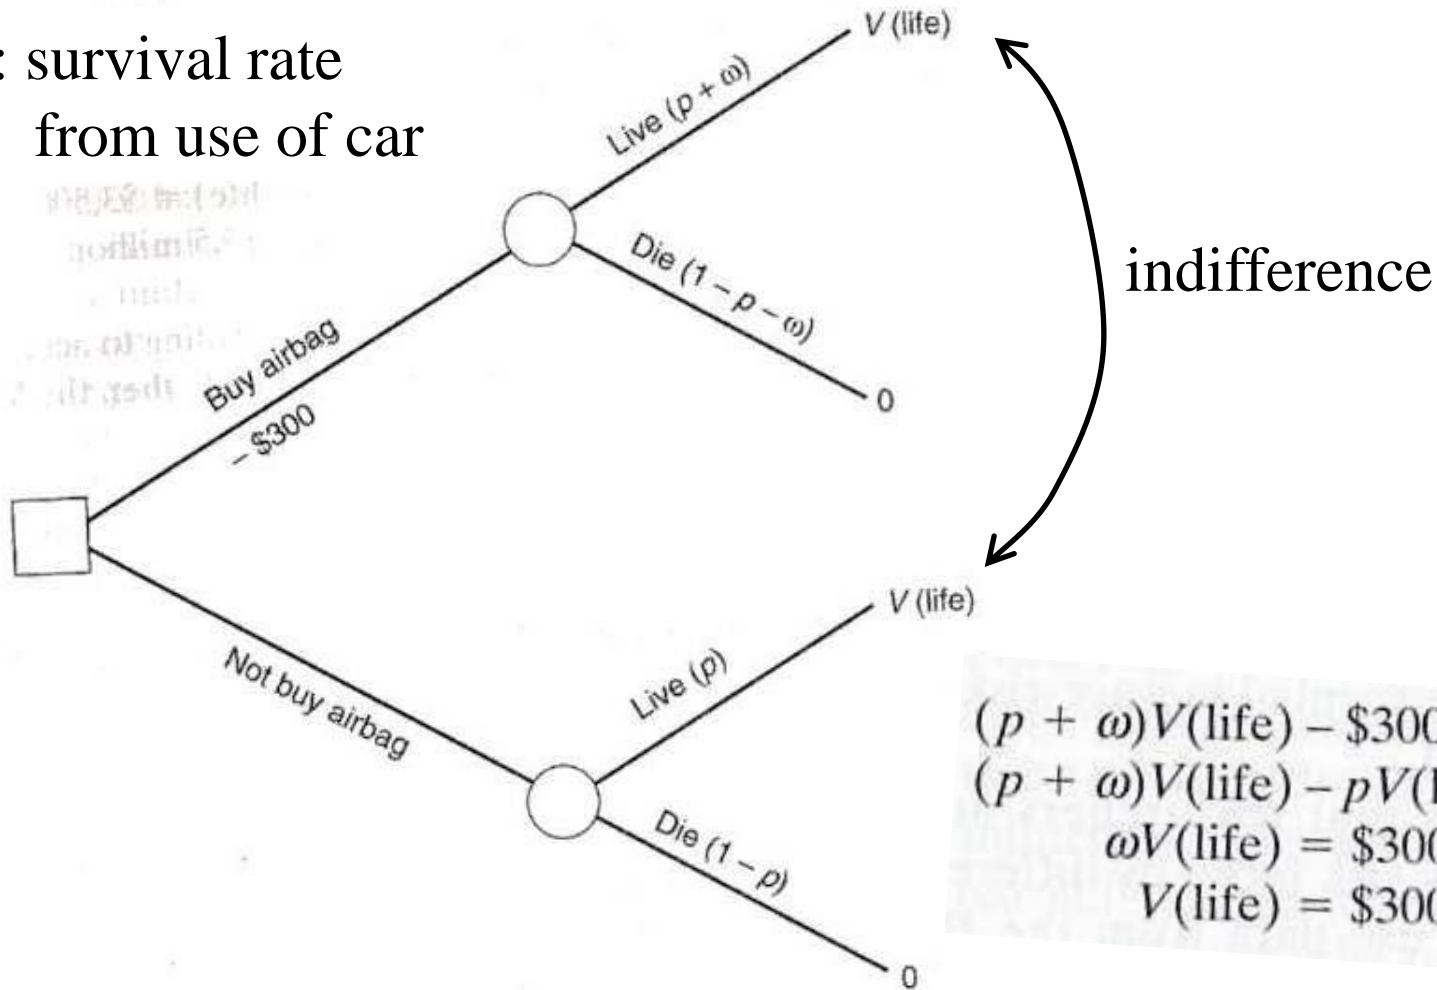 : survival rate
from use of car
V (life)
Live (p + ω)
Die (1 – p – ω)
0
indifference
Buy airbag
– $300
Not buy airbag
V (life)
Live (p)
Die (1 – p)
0
(p + ω)V(life) – $300
(p + ω)V(life) – pV(
ωV(life) = $300
V(life) = $300